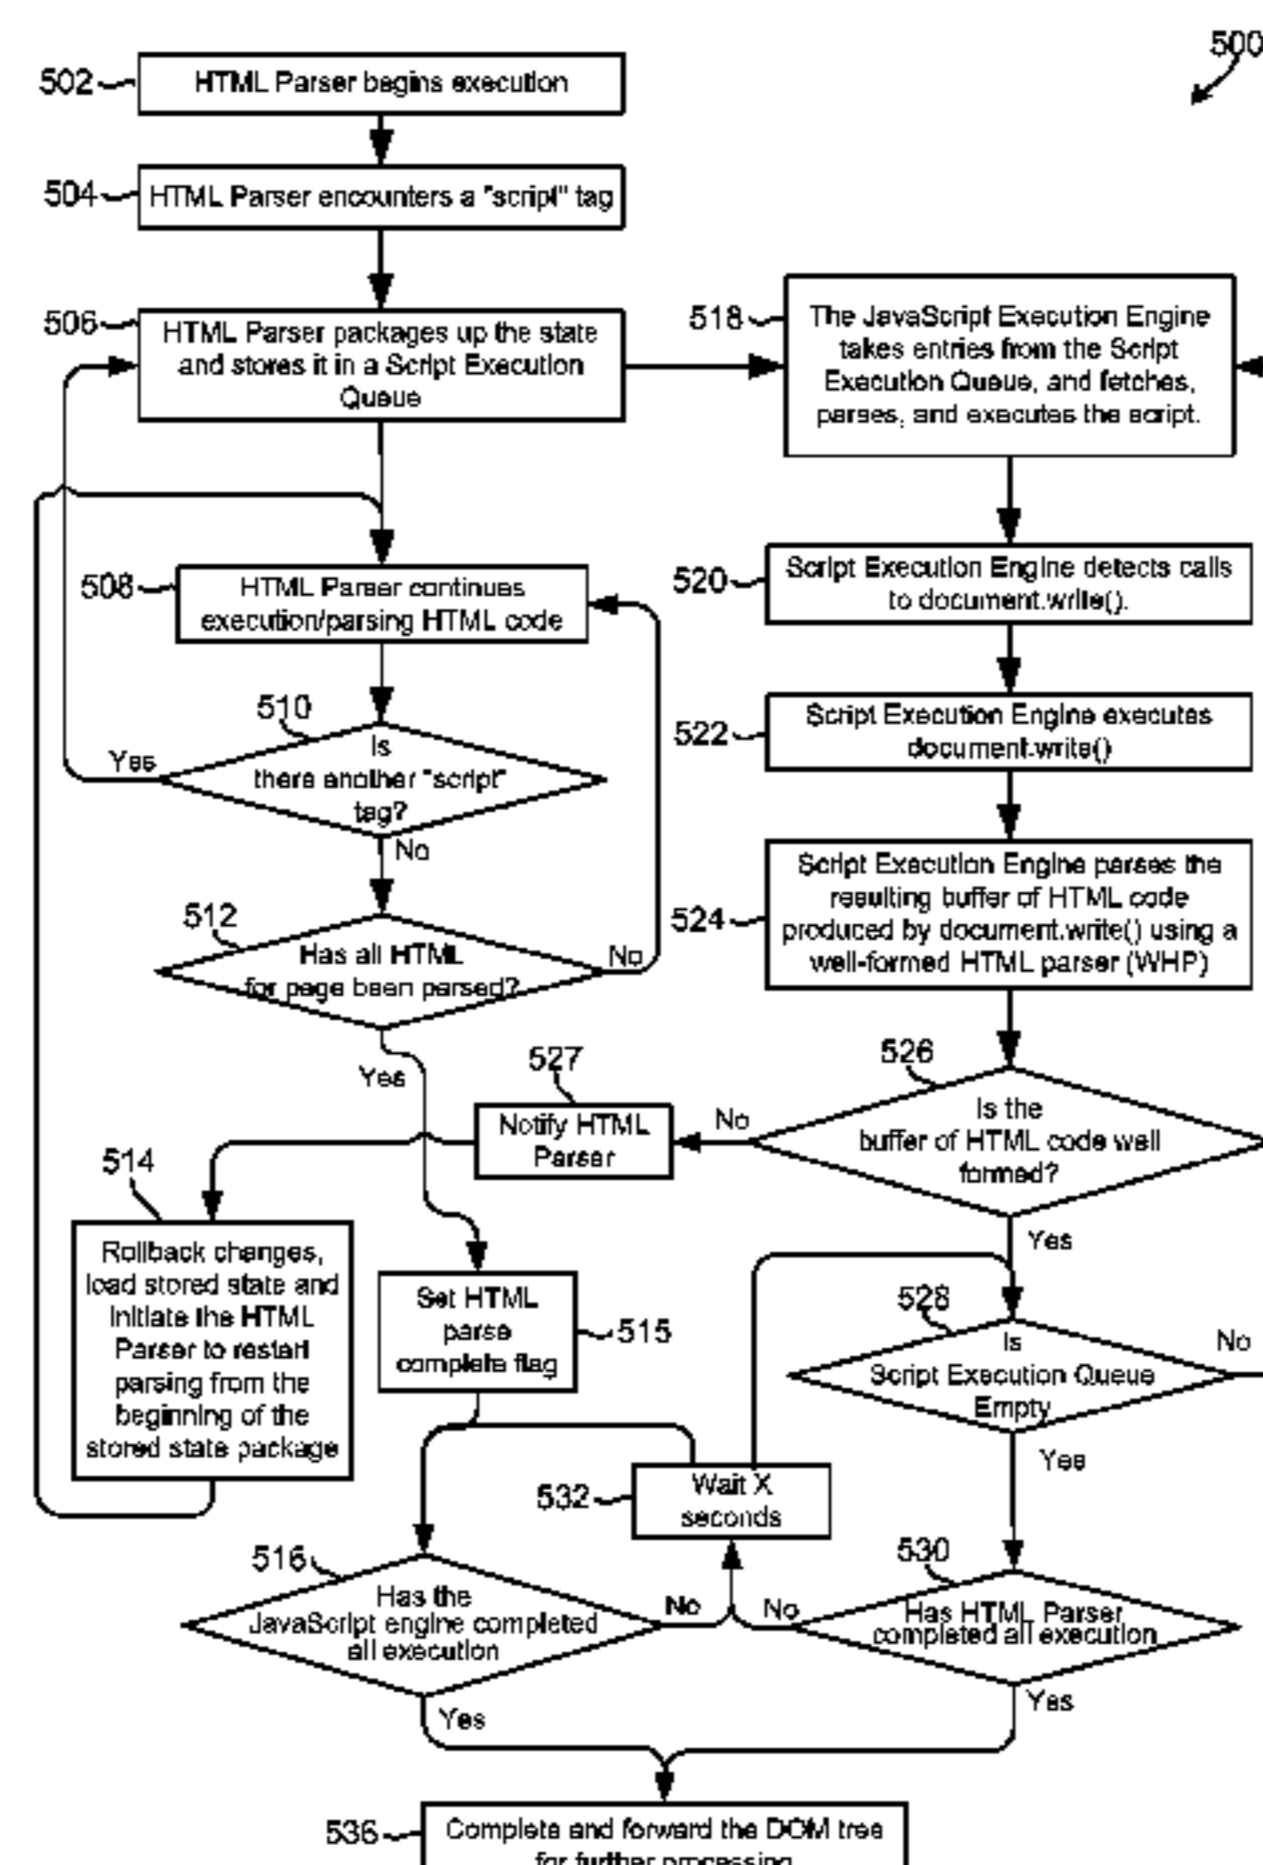 500
502
HTML Parser begins execution
504
HTML Parser encounters a "script" tag
506
HTML Parser packages up the state
and stores it in a Script Execution
Queue
518
The JavaScript Execution Engine
takes entries from the Script
Execution Queue, and fetches,
parses, and executes the script.
508
HTML Parser continues
execution/parsing HTML code
520
Script Execution Engine detects calls
to document.write().
510
Is
there another "script"
tag?
Yes
No
522
Script Execution Engine executes
document.write()
512
Has all HTML
for page been parsed?
No
Yes
524
Script Execution Engine parses the
resulting buffer of HTML code
produced by document.write() using a
well-formed HTML parser (WHP)
526
Is the
buffer of HTML code well
formed?
No
Yes
527
Notify HTML
Parser
514
Rollback changes,
load stored state and
initiate the HTML
Parser to restart
parsing from the
beginning of the
stored state package
Set HTML
parse
complete flag
515
528
Is
Script Execution Queue
Empty
No
Yes
532
Wait X
seconds
516
Has the
JavaScript engine completed
all execution
No
Yes
530
Has HTML Parser
completed all execution
No
Yes
536
Complete and forward the DOM tree
for further processing